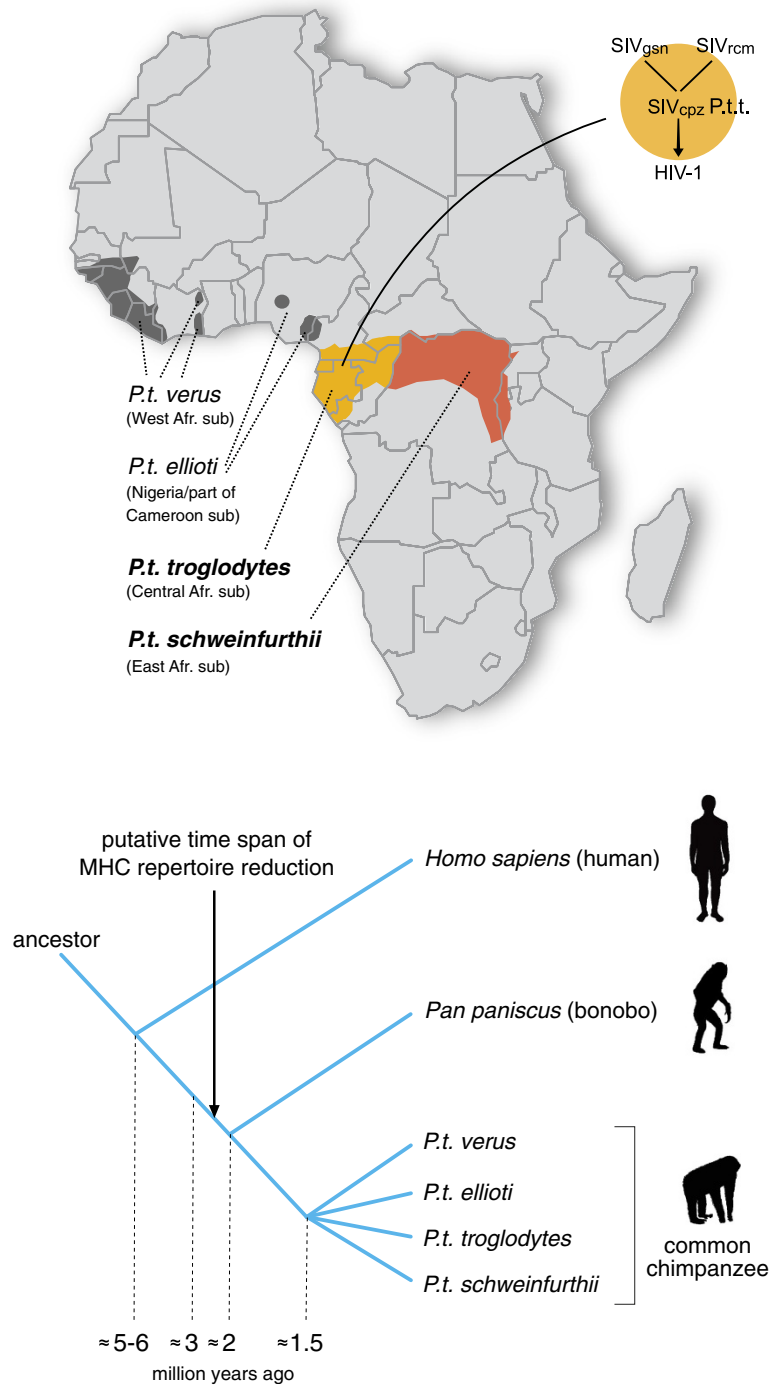 SIVgsn SIVrcm
SIVcpz P.t.t.
HIV-1
P.t. verus
(West Afr. sub)
P.t. ellioti
(Nigeria/part of
Cameroon sub)
P.t. troglodytes
(Central Afr. sub)
P.t. schweinfurthii
(East Afr. sub)
putative time span of
MHC repertoire reduction
ancestor
Homo sapiens (human)
Pan paniscus (bonobo)
P.t. verus
P.t. ellioti
P.t. troglodytes
P.t. schweinfurthii
common
chimpanzee
≈5-6 ≈3 ≈2 ≈1.5
million years ago